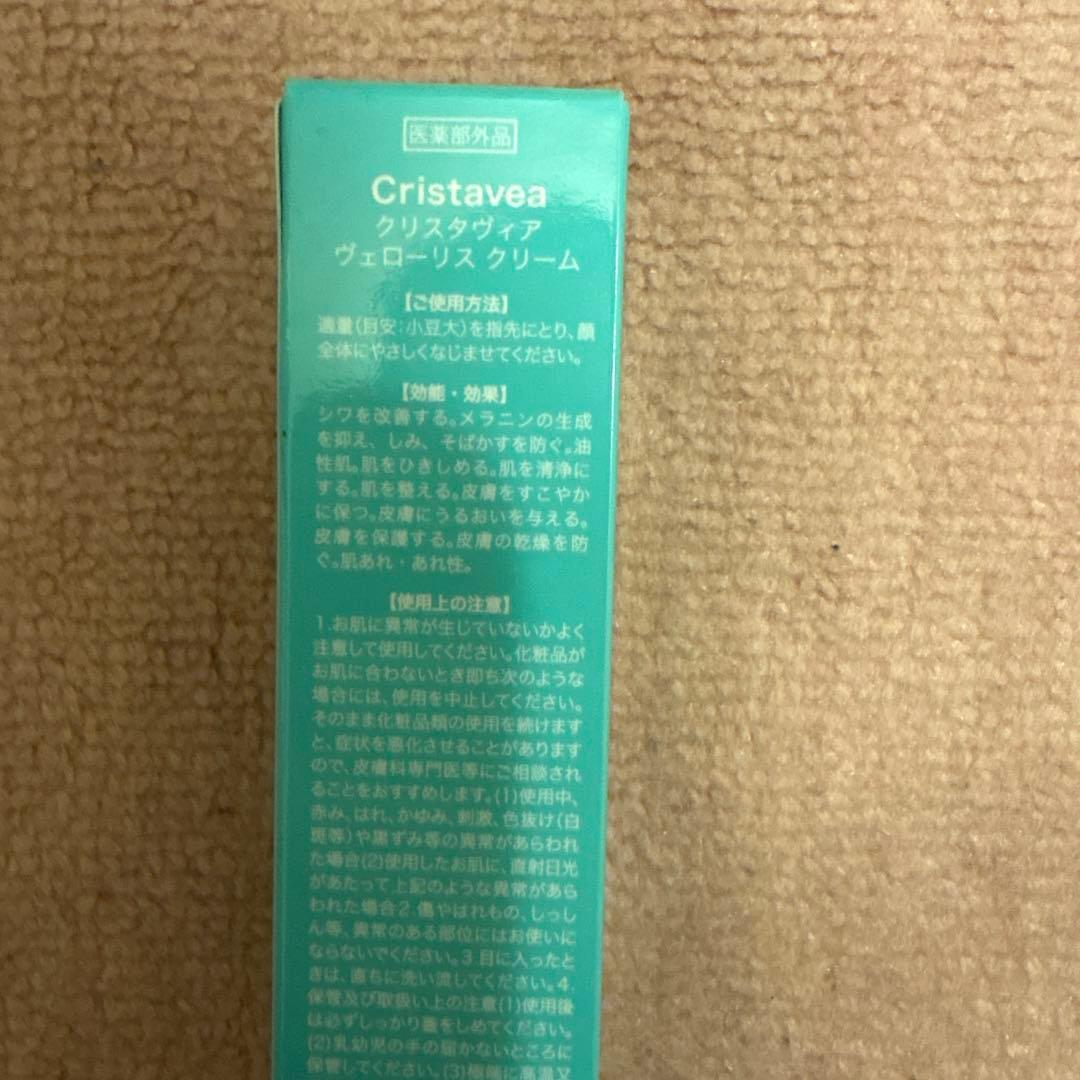 医薬部外品
Cristavea
クリスタヴィア
ヴェローリス クリーム
【ご使用方法】
適量(目安:小豆大)を指先にとり、顔
全体にやさしくなじませてください。
【効能・効果】
シワを改善する。メラニンの生成
を抑え、しみ、そばかすを防ぐ。油
性肌。肌をひきしめる。肌を清浄に
する。肌を整える。皮膚をすこやか
に保つ。皮膚にうるおいを与える。
皮膚を保護する。皮膚の乾燥を防
ぐ。肌あれ・あれ性。
【使用上の注意】
1.お肌に異常が生じていないかよく
注意して使用してください。化粧品が
お肌に合わないとき即ち次のような
場合には、使用を中止してください。
そのまま化粧品類の使用を続けます
と、症状を悪化させることがあります
ので、皮膚科専門医等にご相談され
ることをおすすめします。(1)使用中、
赤み、はれ、かゆみ、刺激、色抜け(白
斑等)や黒ずみ等の異常があらわれ
た場合(2)使用したお肌に、直射日光
があたって上記のような異常があら
われた場合2.傷やはれもの、しっし
ん等、異常のある部位にはお使いに
ならないでください。3.目に入ったと
きは、直ちに洗い流してください。4.
保管及び取扱い上の注意(1)使用後
は必ずしっかり蓋をしめてください。
(2)乳幼児の手の届かないところに
保管してください。(3)極端に高温又